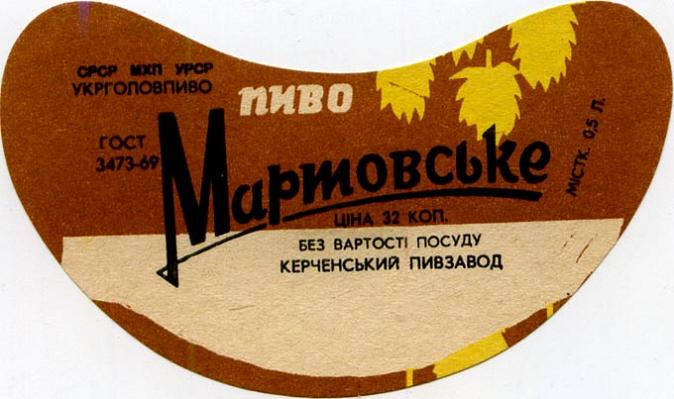 СРСР МХП УРСР
УКРГОЛОВПИВО
пиво
ГОСТ
3473-69
Мартовське
МІСТК. 0,5 Л.
ЦІНА 32 КОП.
БЕЗ ВАРТОСТІ ПОСУДУ
КЕРЧЕНСЬКИЙ ПИВЗАВОД